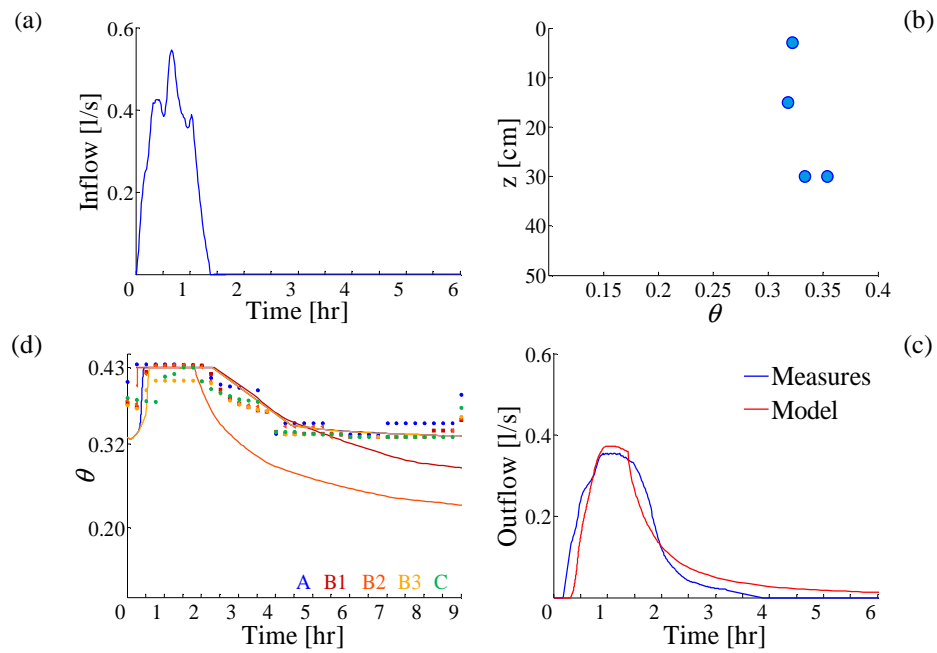 (a)
0.6
0.4
0.2
Inflow [l/s]
0 1 2 3 4 5 6
Time [hr]
(b)
0
10
20
30
40
50
z [cm]
0.15 0.2 0.25 0.3 0.35 0.4
θ
(d)
0.43
0.32
0.20
θ
A B1 B2 B3 C
0 1 2 3 4 5 6 7 8 9
Time [hr]
(c)
0.6
0.4
0.2
Outflow [l/s]
Measures
Model
0 1 2 3 4 5 6
Time [hr]